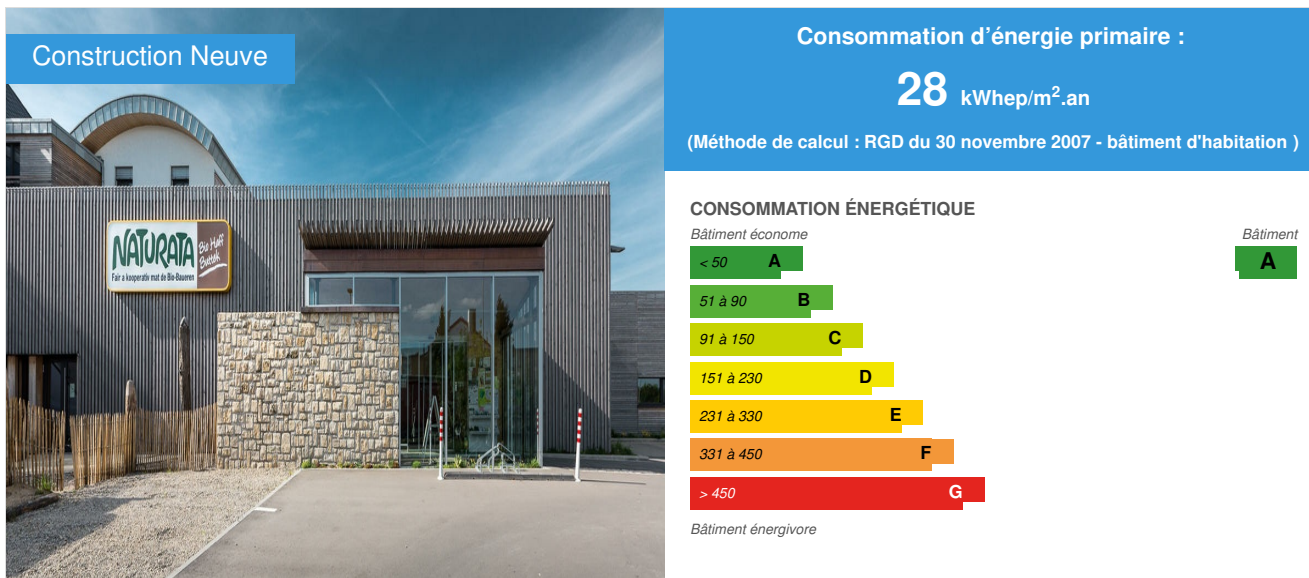 Construction Neuve
NATURATA
Bio Haff
Buttek
Fair a kooperativ mat de Bio-Baueren
Consommation d'énergie primaire :
28 kWhep/m².an
(Méthode de calcul : RGD du 30 novembre 2007 - bâtiment d'habitation )
CONSOMMATION ÉNERGÉTIQUE
Bâtiment économe
Bâtiment
< 50 A
A
51 à 90 B
91 à 150 C
151 à 230 D
231 à 330 E
331 à 450 F
> 450 G
Bâtiment énergivore